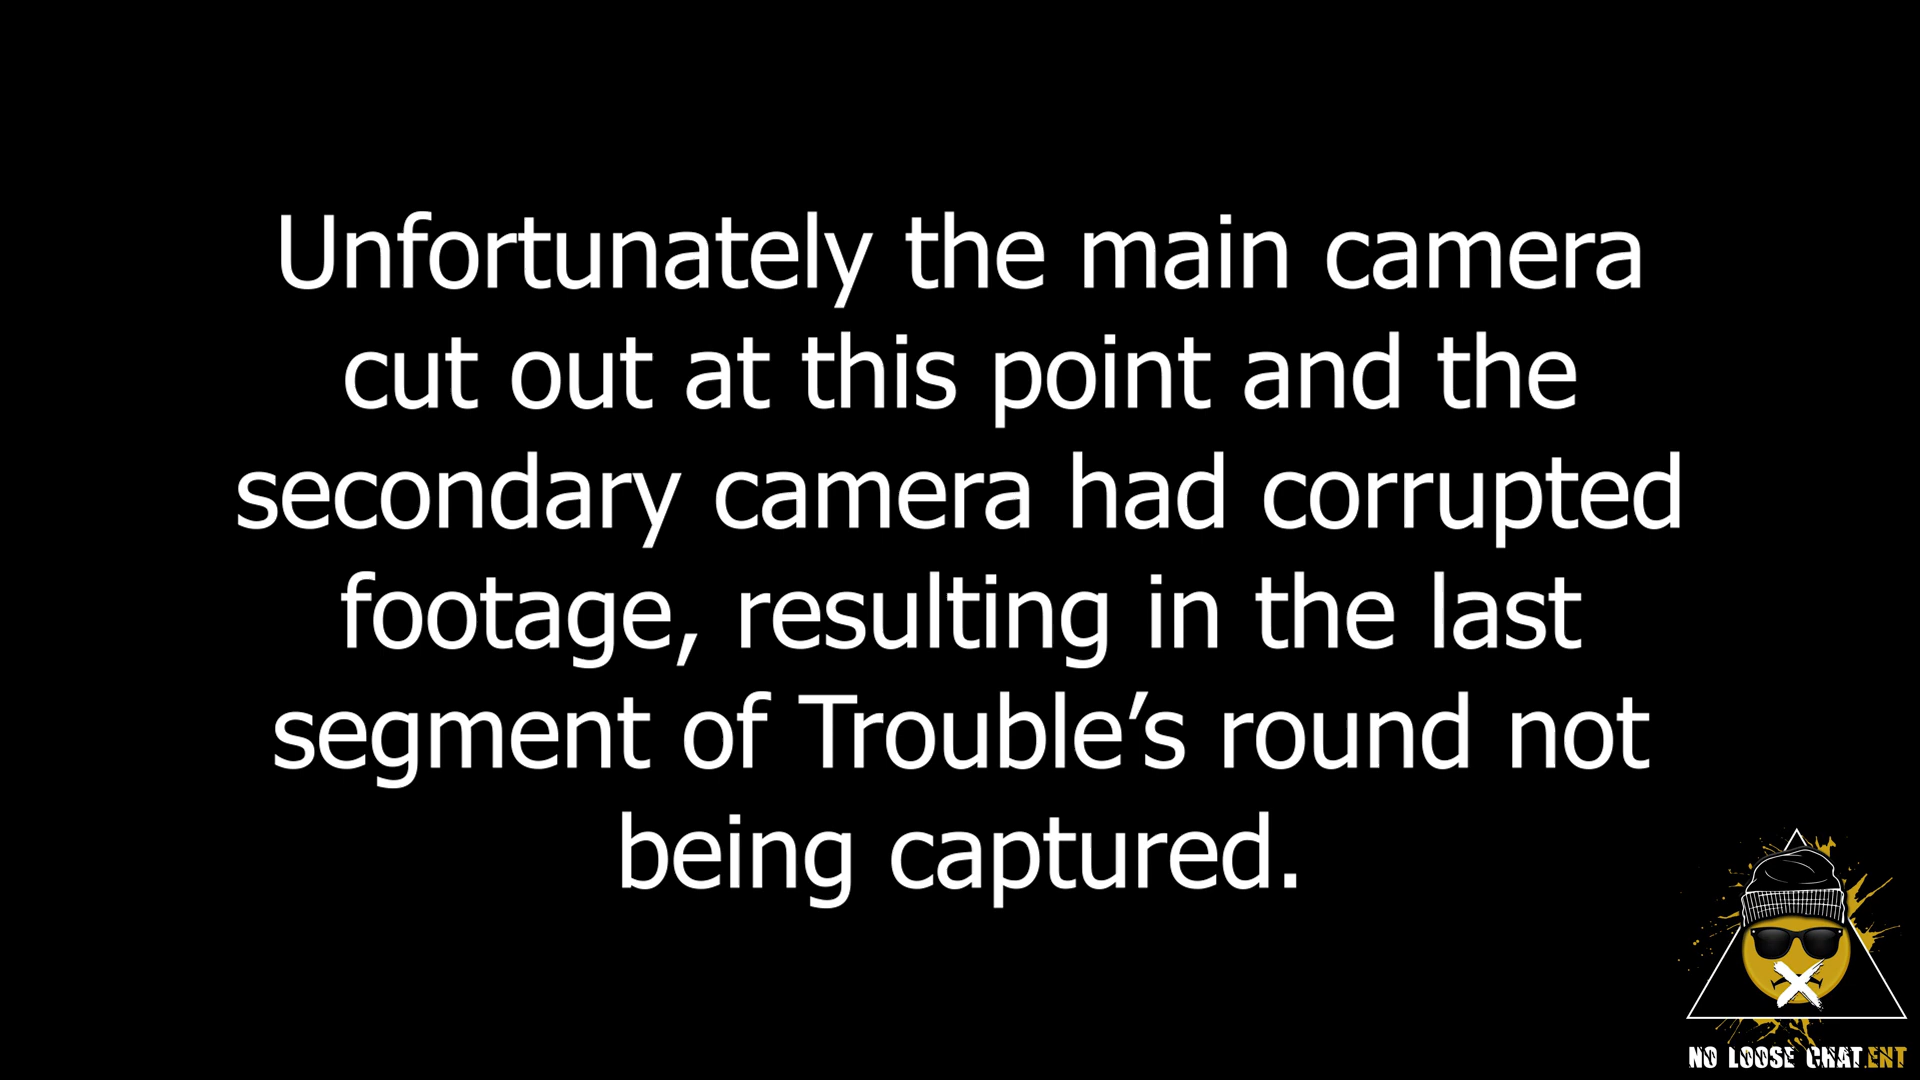 Unfortunately the main camera
cut out at this point and the
secondary camera had corrupted
footage, resulting in the last
segment of Trouble’s round not
being captured.
NO LOOSE CHAT.ENT